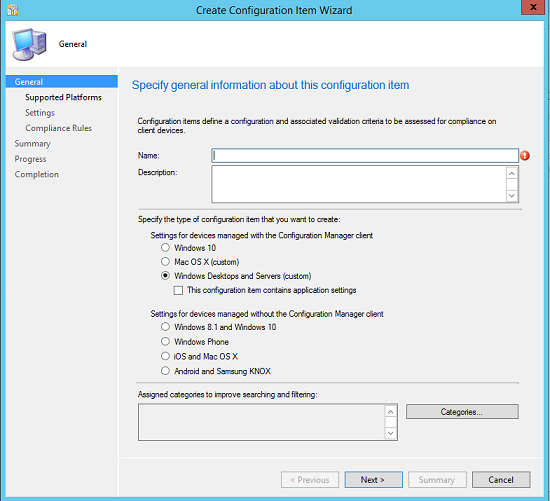 Create Configuration Item Wizard
x
General
General
Supported Platforms
Settings
Compliance Rules
Summary
Progress
Completion
Specify general information about this configuration item
Configuration items define a configuration and associated validation criteria to be assessed for compliance on
client devices.
Name:
Description:
Specify the type of configuration item that you want to create:
Settings for devices managed with the Configuration Manager client
Windows 10
Mac OS X (custom)
Windows Desktops and Servers (custom)
This configuration item contains application settings
Settings for devices managed without the Configuration Manager client
Windows 8.1 and Windows 10
Windows Phone
iOS and Mac OS X
Android and Samsung KNOX
Assigned categories to improve searching and filtering:
Categories...
< Previous
Next >
Summary
Cancel